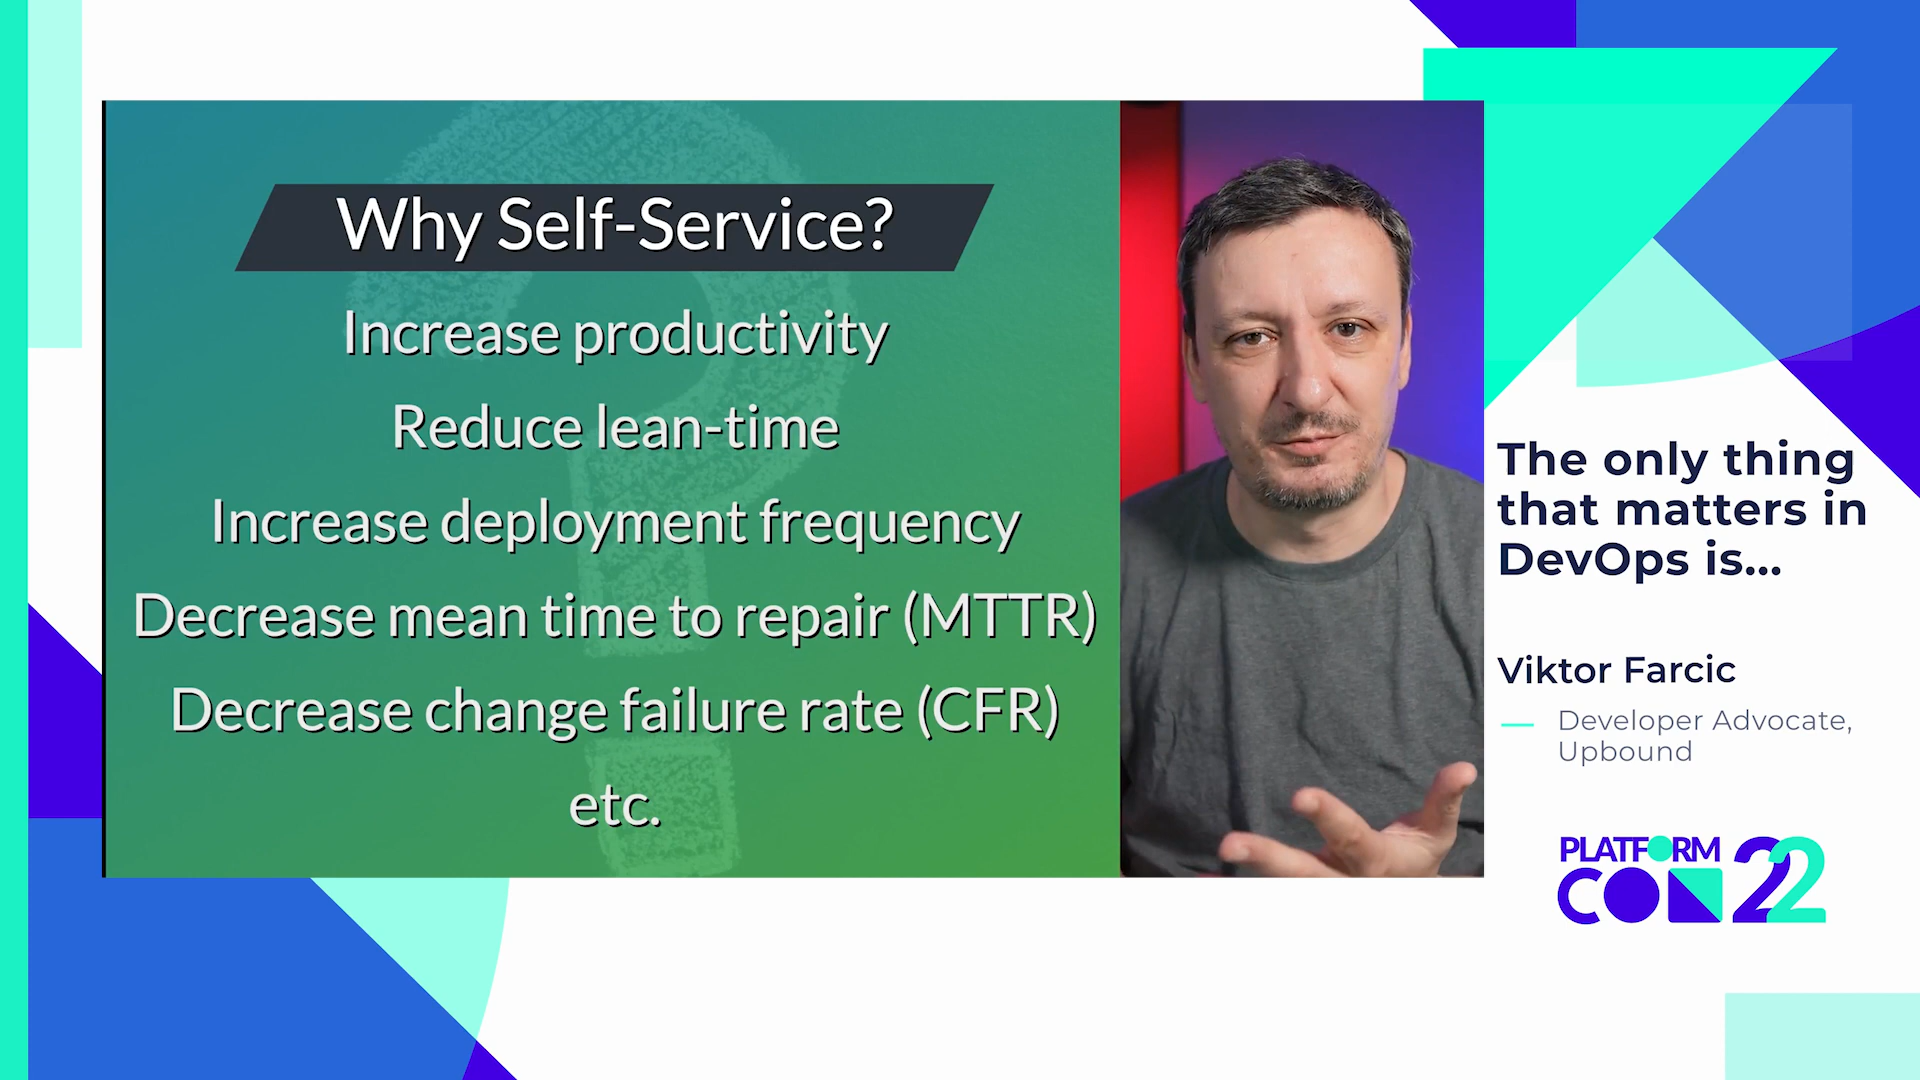 Why Self-Service?
Increase productivity
Reduce lean-time
Increase deployment frequency
Decrease mean time to repair (MTTR)
Decrease change failure rate (CFR)
etc.
The only thing
that matters in
DevOps is...
Viktor Farcic
Developer Advocate,
Upbound
PLATFORM
CON 22